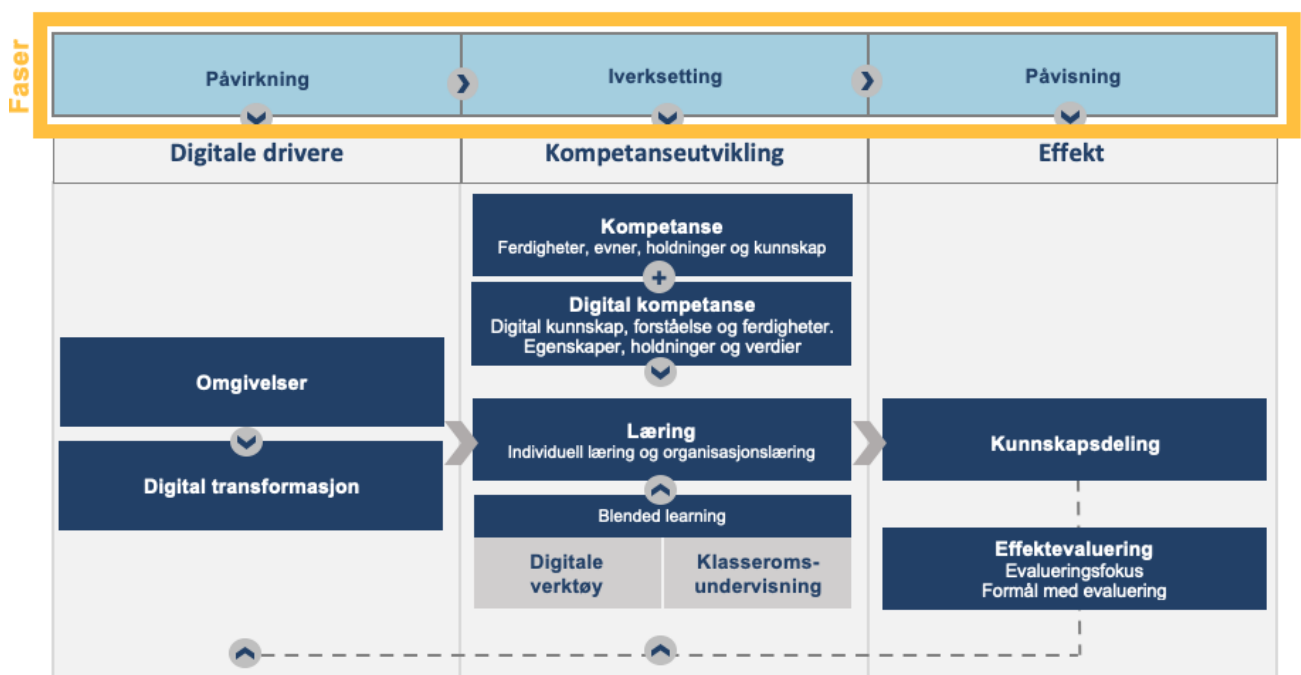 Faser
Påvirkning
Iverksetting
Påvisning
Digitale drivere
Kompetanseutvikling
Effekt
Omgivelser
Digital transformasjon
Kompetanse
Ferdigheter, evner, holdninger og kunnskap
+
Digital kompetanse
Digital kunnskap, forståelse og ferdigheter.
Egenskaper, holdninger og verdier
Læring
Individuell læring og organisasjonslæring
Blended learning
Digitale
verktøy
Klasseroms-
undervisning
Kunnskapsdeling
Effektevaluering
Evalueringsfokus
Formål med evaluering